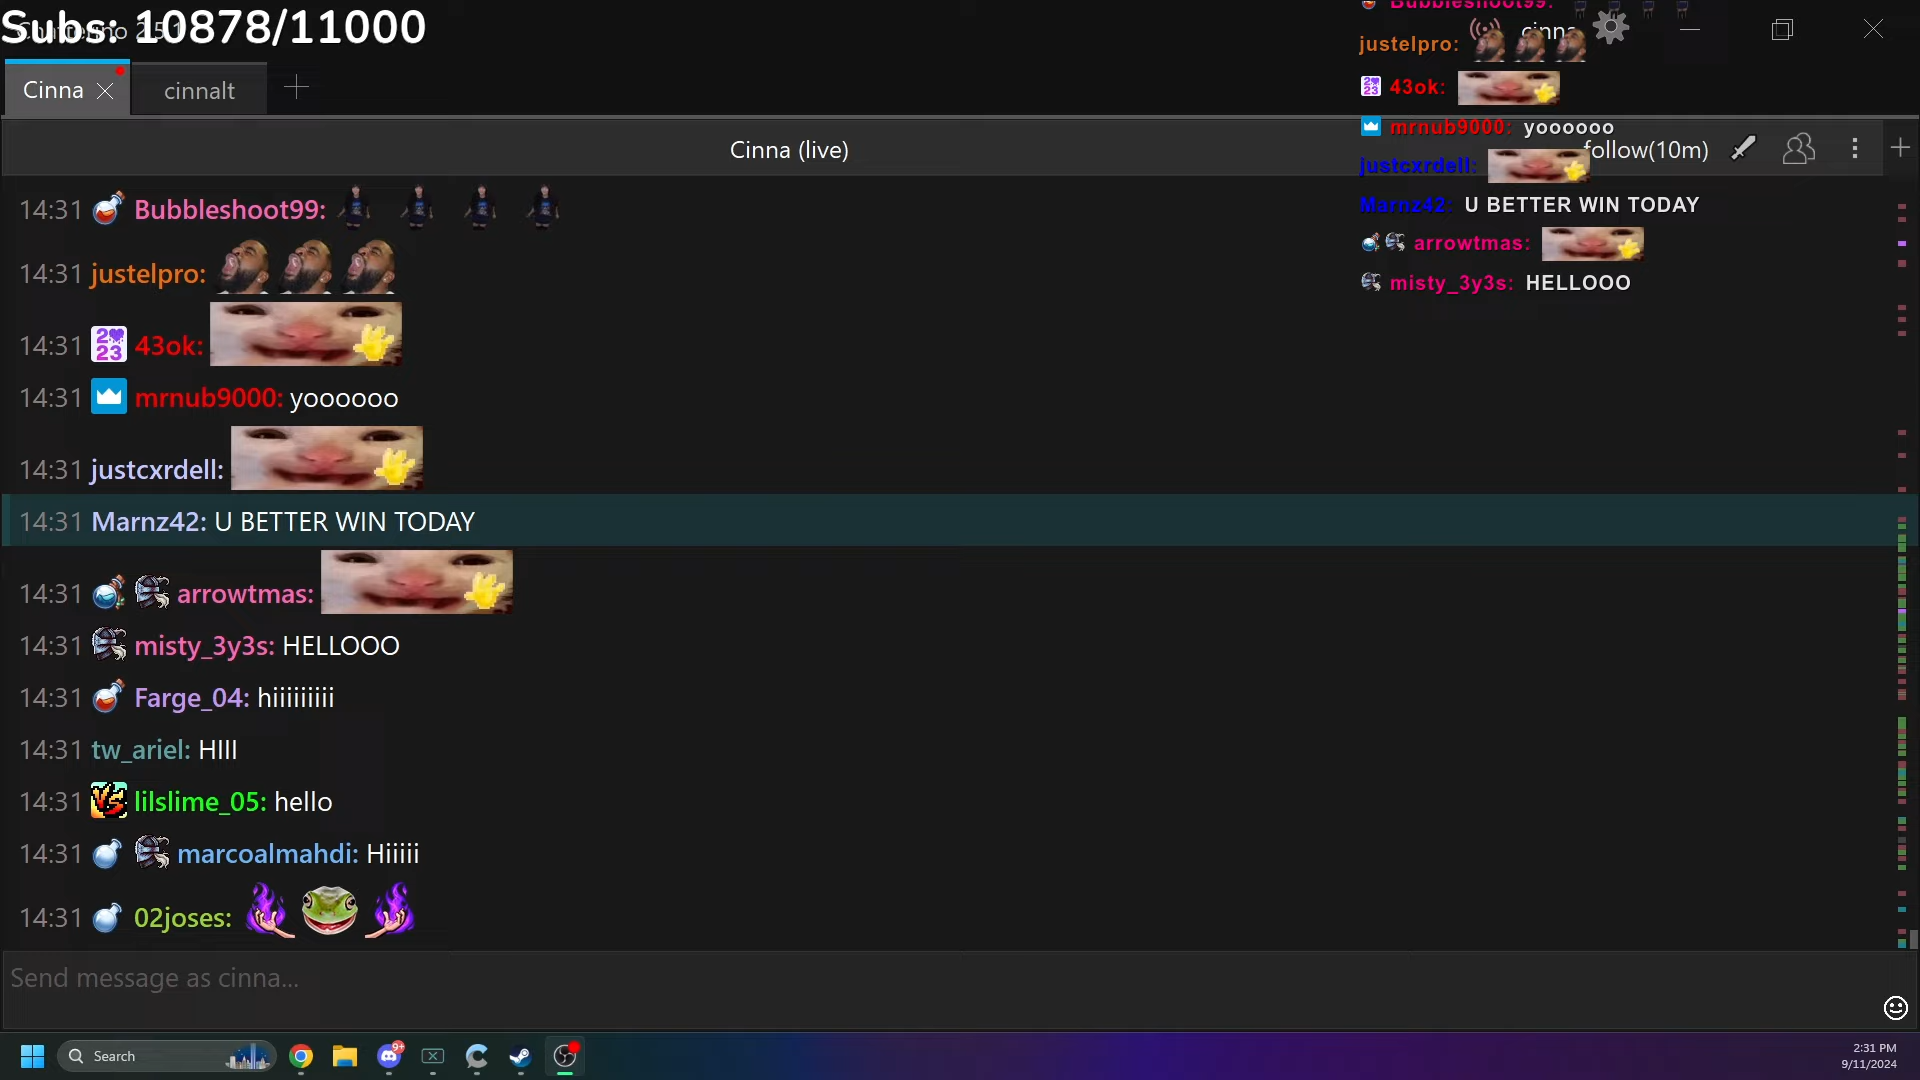 Subs: 10878/11000
Cinna
cinnalt
Cinna (live)
follow(10m)
cinna
14:31 Bubbleshoot99:
14:31 justelpro:
14:31 43ok:
14:31 mrnub9000: yoooooo
14:31 justcxrdell:
14:31 Marnz42: U BETTER WIN TODAY
14:31 arrowtmas:
14:31 misty_3y3s: HELLOOO
14:31 Farge_04: hiiiiiiiii
14:31 tw_ariel: HIII
14:31 lilslime_05: hello
14:31 marcoalmahdi: Hiiiii
14:31 02joses:
Bubbleshoot99:
justelpro:
43ok:
mrnub9000: yoooooo
justcxrdell:
Marnz42: U BETTER WIN TODAY
arrowtmas:
misty_3y3s: HELLOOO
Send message as cinna...
Search
9+
2:31 PM
9/11/2024